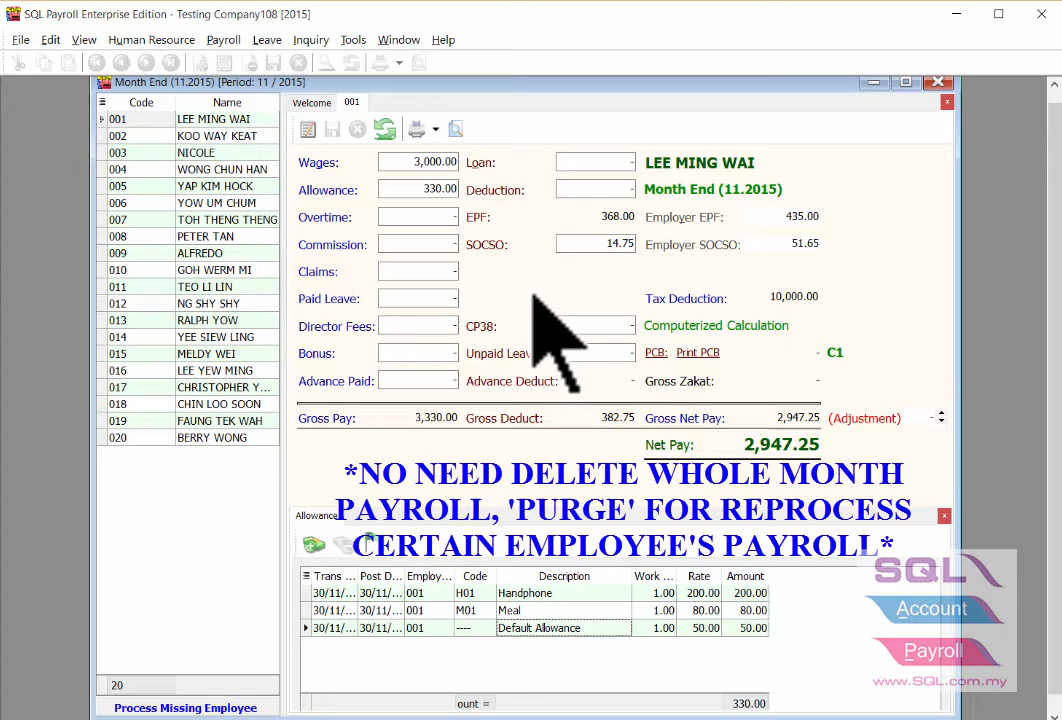 SQL Payroll Enterprise Edition - Testing Company108 [2015]
File Edit View Human Resource Payroll Leave Inquiry Tools Window Help
Month End (11.2015) [Period: 11 / 2015]
Code Name
001 LEE MING WAI
002 KOO WAY KEAT
003 NICOLE
004 WONG CHUN HAN
005 YAP KIM HOCK
006 YOW UM CHUM
007 TOH THENG THENG
008 PETER TAN
009 ALFREDO
010 GOH WERM MI
011 TEO LI LIN
012 NG SHY SHY
013 RALPH YOW
014 YEE SIEW LING
015 MELDY WEI
016 LEE YEW MING
017 CHRISTOPHER Y...
018 CHIN LOO SOON
019 FAUNG TEK WAH
020 BERRY WONG
20
Process Missing Employee
Welcome 001
Wages: 3,000.00 Loan: - LEE MING WAI
Allowance: 330.00 Deduction: - Month End (11.2015)
Overtime: - EPF: 368.00 Employer EPF: 435.00
Commission: - SOCSO: 14.75 Employer SOCSO: 51.65
Claims: -
Paid Leave: - Tax Deduction: 10,000.00
Director Fees: - CP38: - Computerized Calculation
Bonus: - Unpaid Leav - PCB: Print PCB - C1
Advance Paid: - Advance Deduct: - Gross Zakat: -
Gross Pay: 3,330.00 Gross Deduct: 382.75 Gross Net Pay: 2,947.25 (Adjustment) -
Net Pay: 2,947.25
*NO NEED DELETE WHOLE MONTH
PAYROLL, 'PURGE' FOR REPROCESS
CERTAIN EMPLOYEE'S PAYROLL*
Allowance
Trans ... Post D... Employ... Code Description Work ... Rate Amount
30/11/... 30/11/... 001 H01 Handphone 1.00 200.00 200.00
30/11/... 30/11/... 001 M01 Meal 1.00 80.00 80.00
30/11/... 30/11/... 001 ---- Default Allowance 1.00 50.00 50.00
ount = 330.00
SQL
Account
Payroll
www.SQL.com.my